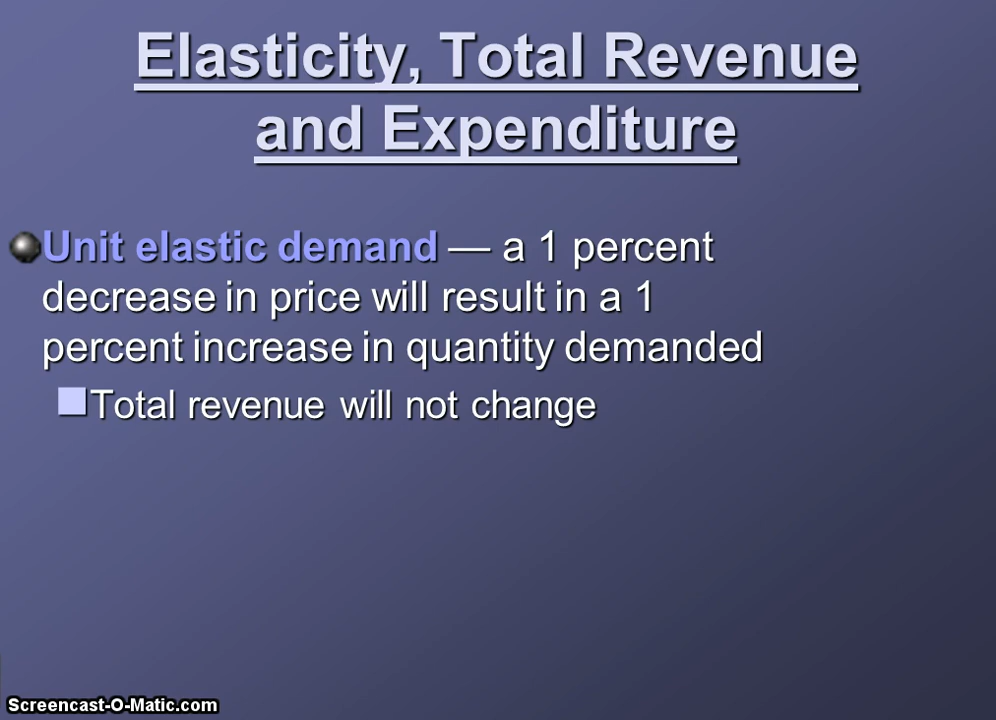 Elasticity, Total Revenue
and Expenditure
Unit elastic demand — a 1 percent
decrease in price will result in a 1
percent increase in quantity demanded
Total revenue will not change
Screencast-O-Matic.com